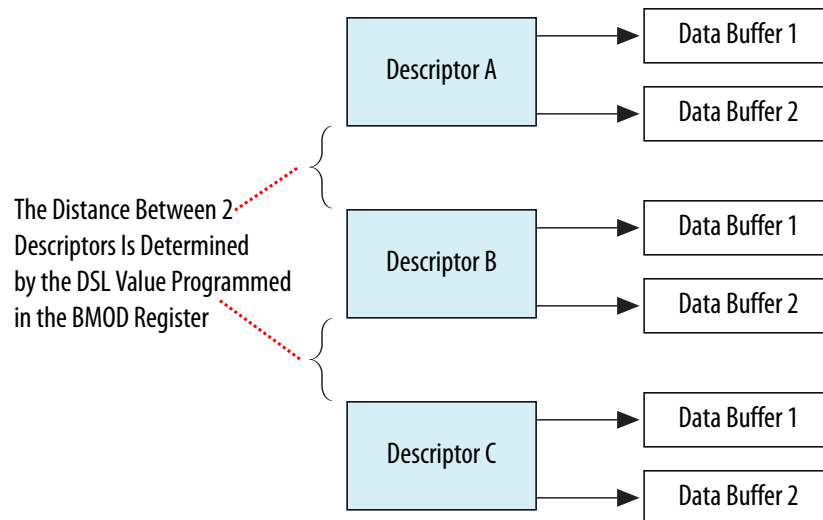 Descriptor A
Data Buffer 1
Data Buffer 2
The Distance Between 2
Descriptors Is Determined
by the DSL Value Programmed
in the BMOD Register
Descriptor B
Data Buffer 1
Data Buffer 2
Descriptor C
Data Buffer 1
Data Buffer 2